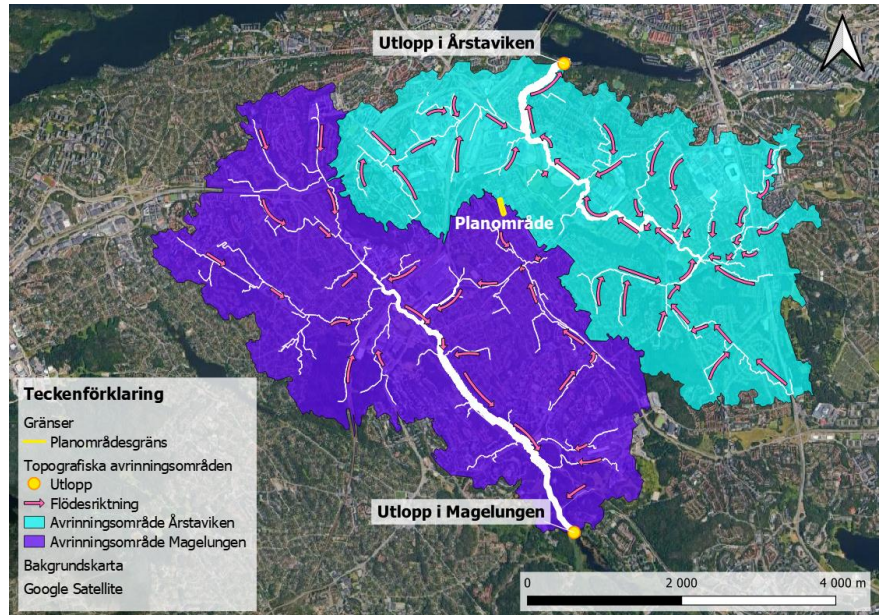 Utlopp i Årstaviken
Planområde
Utlopp i Magelungen
Teckenförklaring
Gränser
Planområdesgräns
Topografiska avrinningsområden
Utlopp
Flödesriktning
Avrinningsområde Årstaviken
Avrinningsområde Magelungen
Bakgrundskarta
Google Satellite
0 2 000 4 000 m